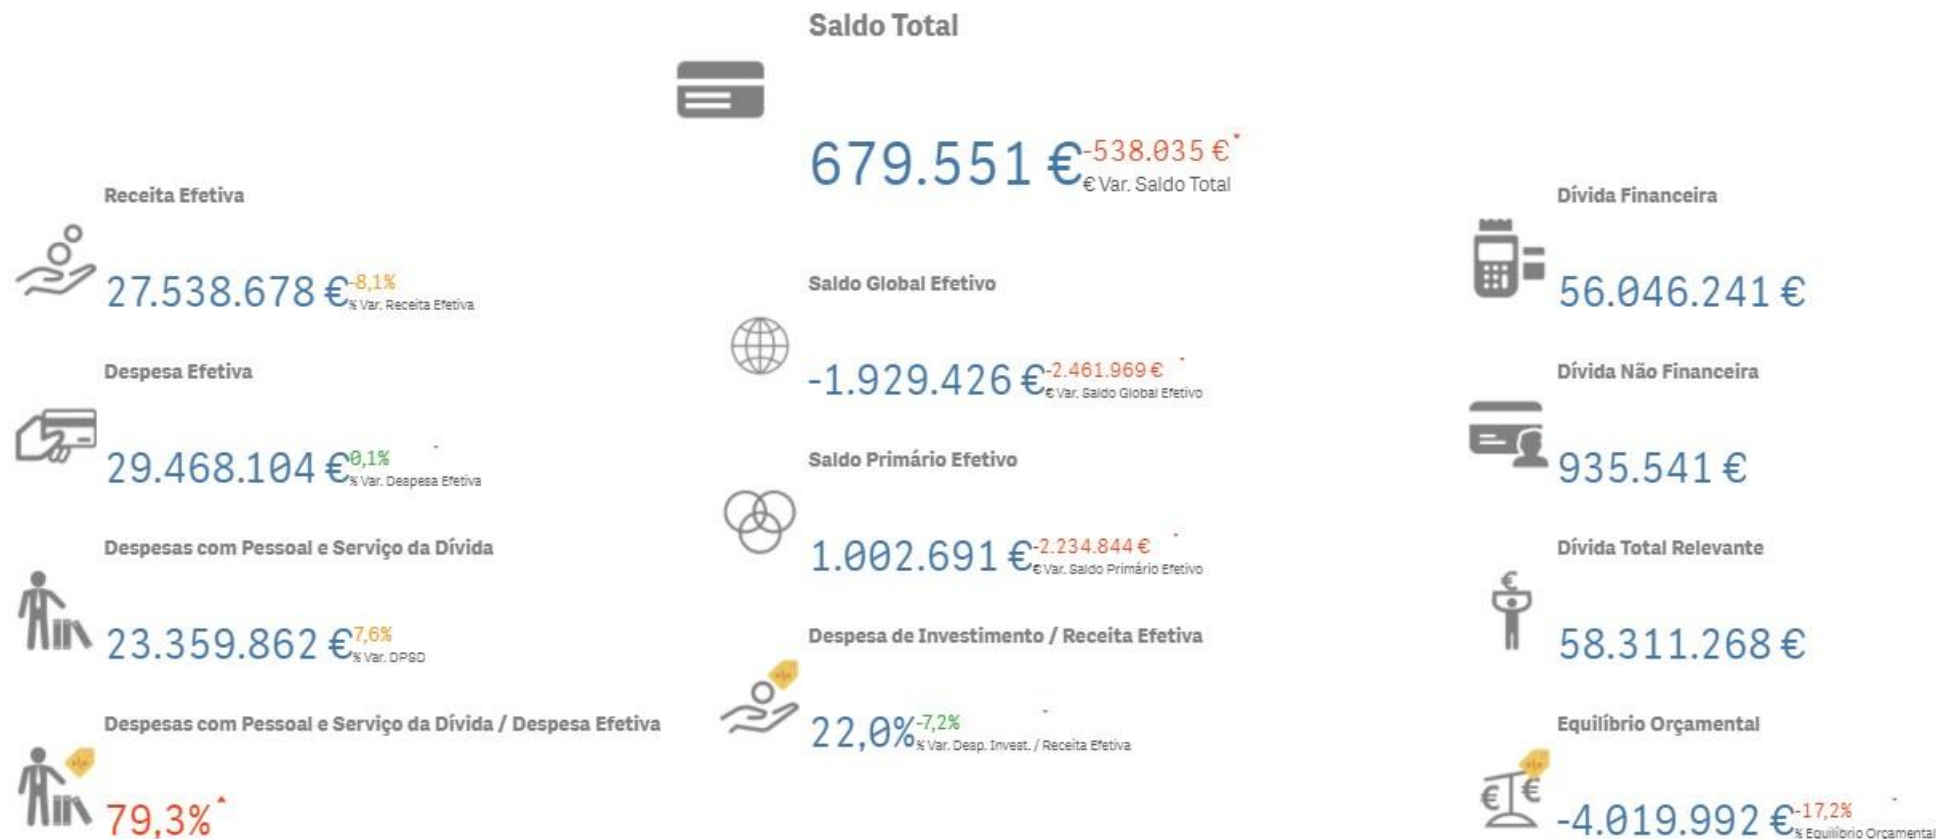 Saldo Total
679.551 € -538.035 €
€ Var. Saldo Total
Receita Efetiva
27.538.678 € -8,1%
% Var. Receita Efetiva
Despesa Efetiva
29.468.104 € 0,1%
% Var. Despesa Efetiva
Despesas com Pessoal e Serviço da Dívida
23.359.862 € 7,6%
% Var. DPSD
Despesas com Pessoal e Serviço da Dívida / Despesa Efetiva
79,3%
Saldo Global Efetivo
-1.929.426 € -2.461.969 €
€ Var. Saldo Global Efetivo
Saldo Primário Efetivo
1.002.691 € -2.234.844 €
€ Var. Saldo Primário Efetivo
Despesa de Investimento / Receita Efetiva
22,0% -7,2%
% Var. Desp. Invest. / Receita Efetiva
Dívida Financeira
56.046.241 €
Dívida Não Financeira
935.541 €
Dívida Total Relevante
58.311.268 €
Equilíbrio Orçamental
-4.019.992 € -17,2%
% Equilíbrio Orçamental